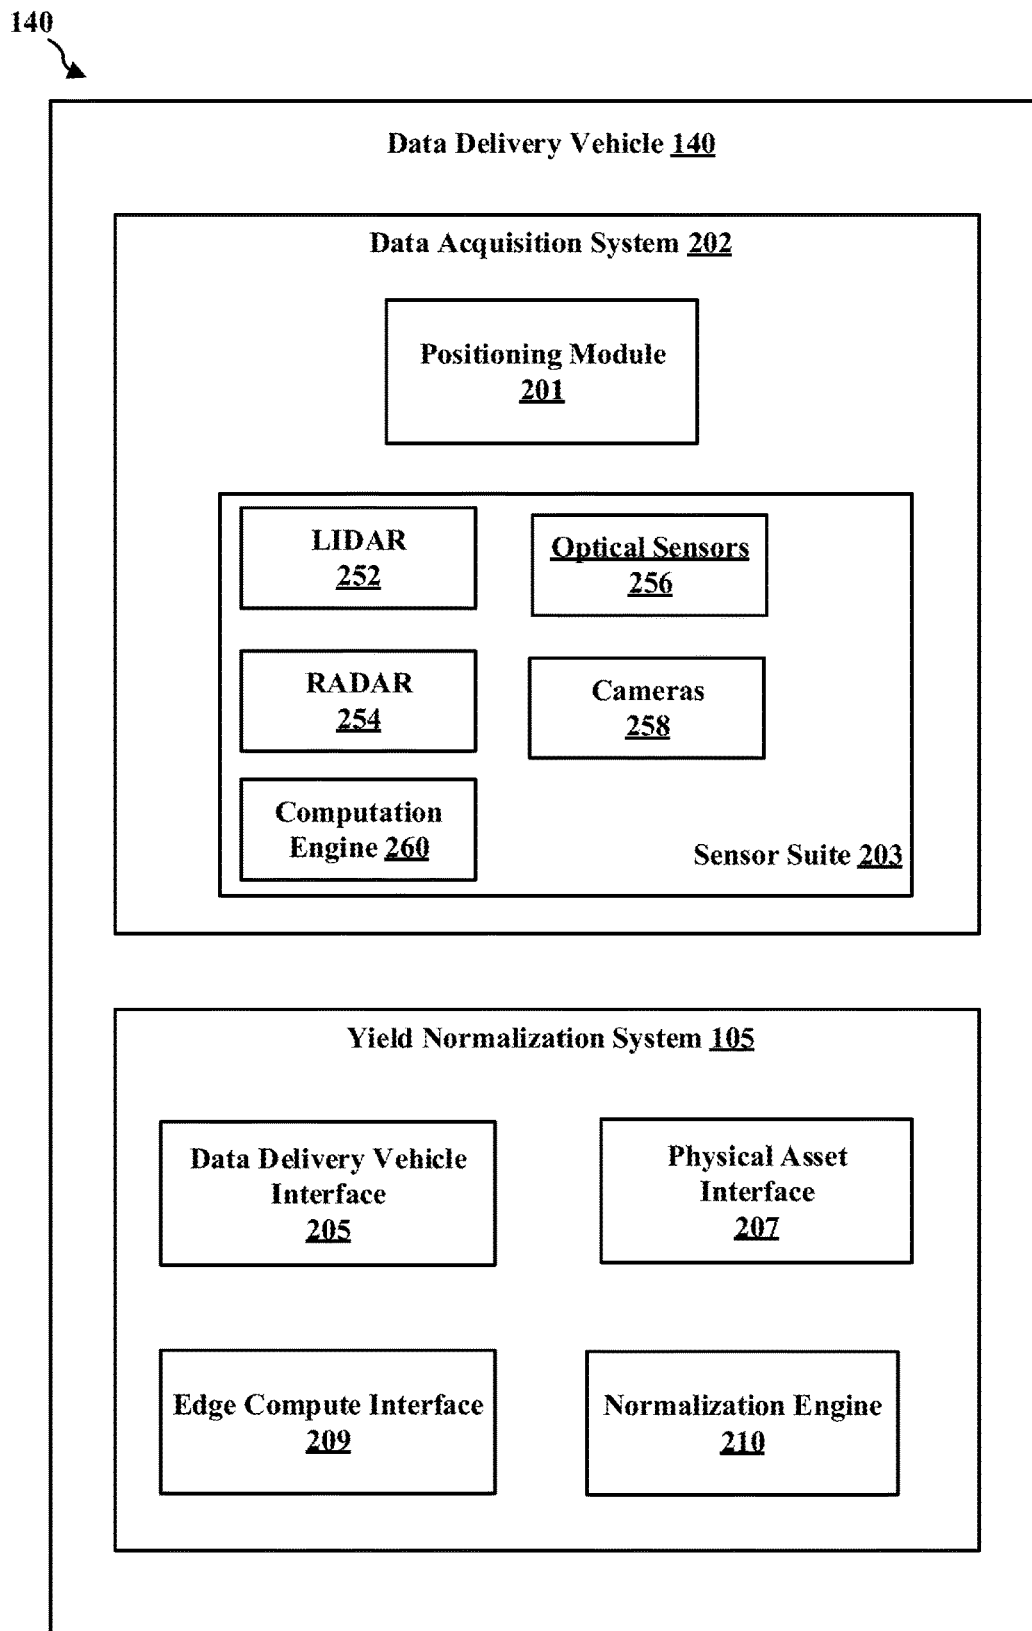 140
Data Delivery Vehicle 140
Data Acquisition System 202
Positioning Module
201
LIDAR
252
Optical Sensors
256
RADAR
254
Cameras
258
Computation
Engine 260
Sensor Suite 203
Yield Normalization System 105
Data Delivery Vehicle
Interface
205
Physical Asset
Interface
207
Edge Compute Interface
209
Normalization Engine
210